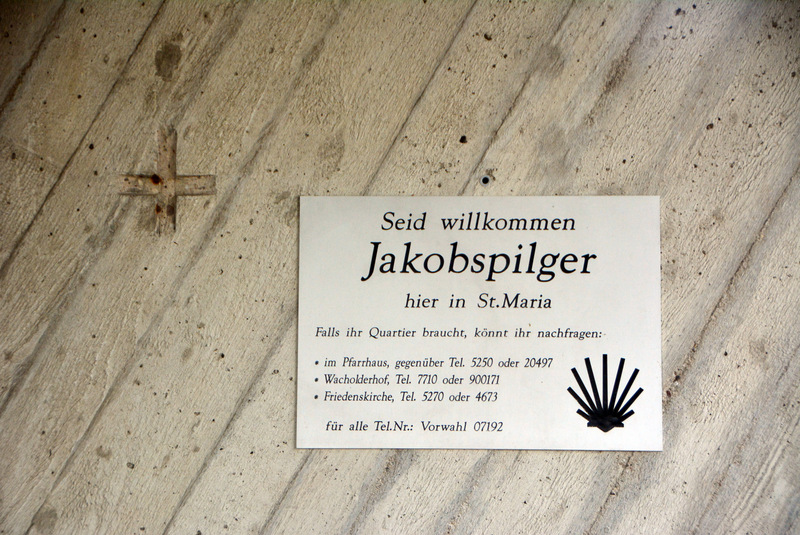 Seid willkommen
Jakobspilger
hier in St.Maria
Falls ihr Quartier braucht, könnt ihr nachfragen:
• im Pfarrhaus, gegenüber Tel. 5250 oder 20497
• Wacholderhof, Tel. 7710 oder 900171
• Friedenskirche, Tel. 5270 oder 4673
für alle Tel.Nr.: Vorwahl 07192